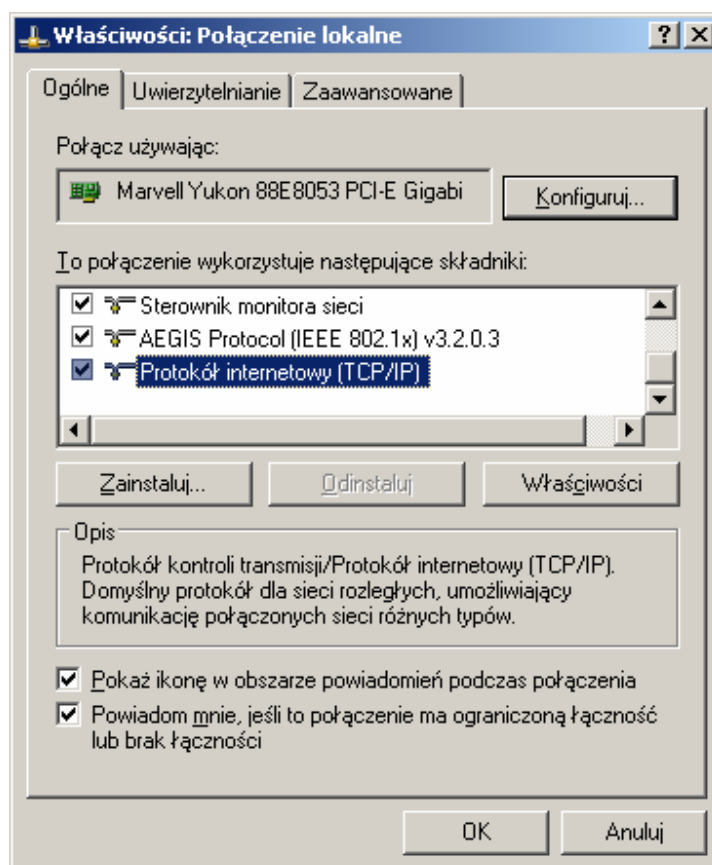 Właściwości: Połączenie lokalne
Ogólne Uwierzytelnianie Zaawansowane
Połącz używając:
Marvell Yukon 88E8053 PCI-E Gigabi
Konfiguruj...
To połączenie wykorzystuje następujące składniki:
Sterownik monitora sieci
AEGIS Protocol (IEEE 802.1x) v3.2.0.3
Protokół internetowy (TCP/IP)
Zainstaluj... Odinstaluj Właściwości
Opis
Protokół kontroli transmisji/Protokół internetowy (TCP/IP).
Domyślny protokół dla sieci rozległych, umożliwiający
komunikację połączonych sieci różnych typów.
Pokaż ikonę w obszarze powiadomień podczas połączenia
Powiadom mnie, jeśli to połączenie ma ograniczoną łączność
lub brak łączności
OK Anuluj